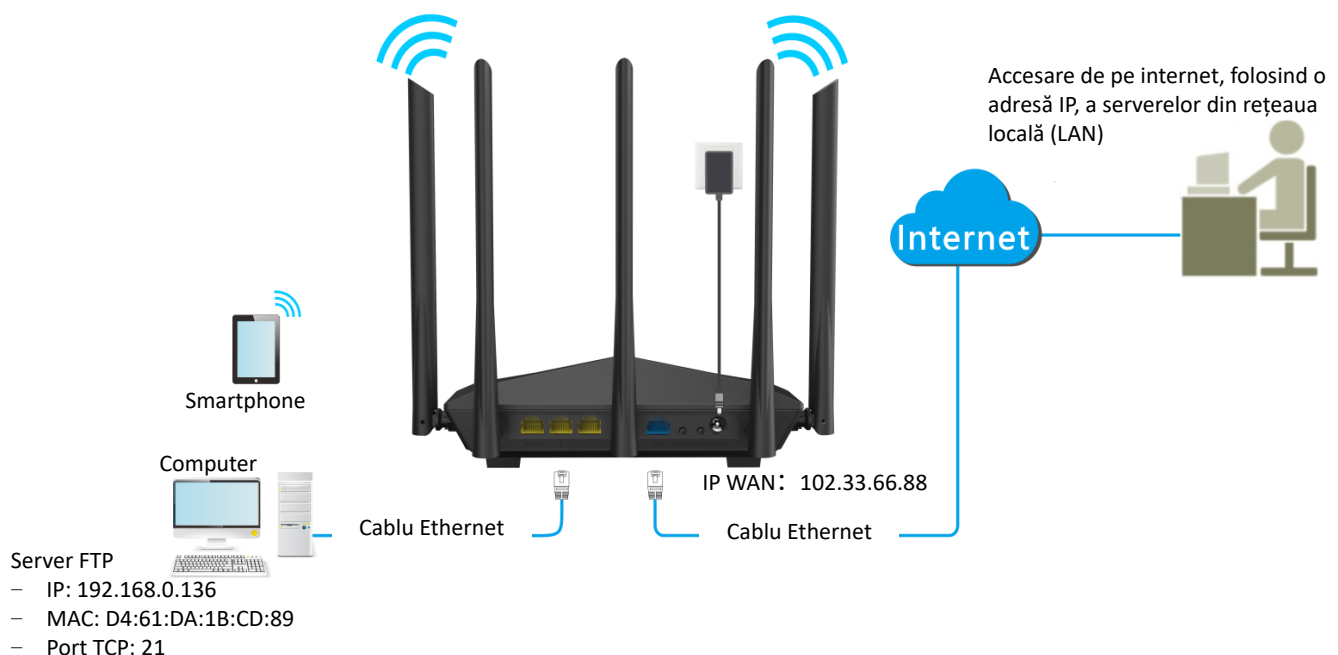 Accesare de pe internet, folosind o
adresă IP, a serverelor din rețeaua
locală (LAN)
Internet
Smartphone
Computer
IP WAN: 102.33.66.88
Cablu Ethernet
Cablu Ethernet
Server FTP
– IP: 192.168.0.136
– MAC: D4:61:DA:1B:CD:89
– Port TCP: 21